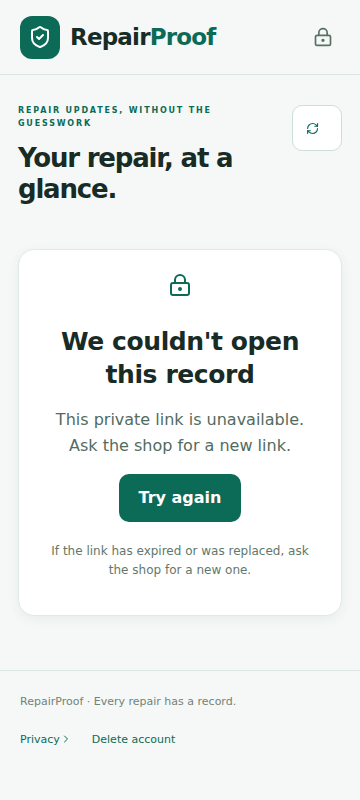 RepairProof
REPAIR UPDATES, WITHOUT THE
GUESSWORK
Your repair, at a
glance.
We couldn't open
this record
This private link is unavailable.
Ask the shop for a new link.
Try again
If the link has expired or was replaced, ask
the shop for a new one.
RepairProof · Every repair has a record.
Privacy Delete account